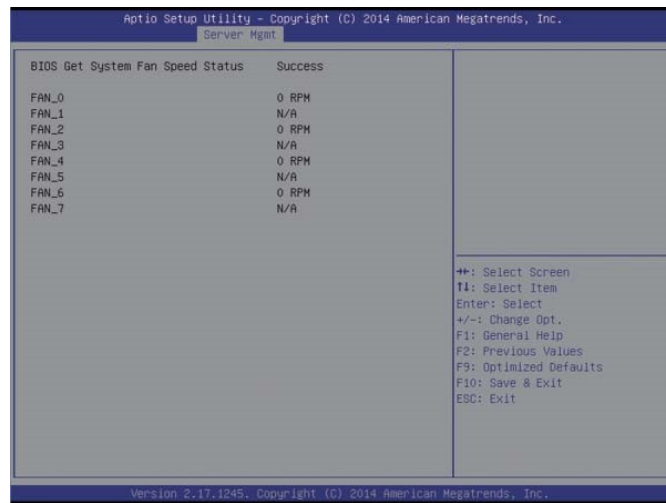 Aptio Setup Utility – Copyright (C) 2014 American Megatrends, Inc.
Server Mgmt
BIOS Get System Fan Speed Status Success
FAN_0 0 RPM
FAN_1 N/A
FAN_2 0 RPM
FAN_3 N/A
FAN_4 0 RPM
FAN_5 N/A
FAN_6 0 RPM
FAN_7 N/A
→←: Select Screen
↑↓: Select Item
Enter: Select
+/-: Change Opt.
F1: General Help
F2: Previous Values
F9: Optimized Defaults
F10: Save & Exit
ESC: Exit
Version 2.17.1245. Copyright (C) 2014 American Megatrends, Inc.